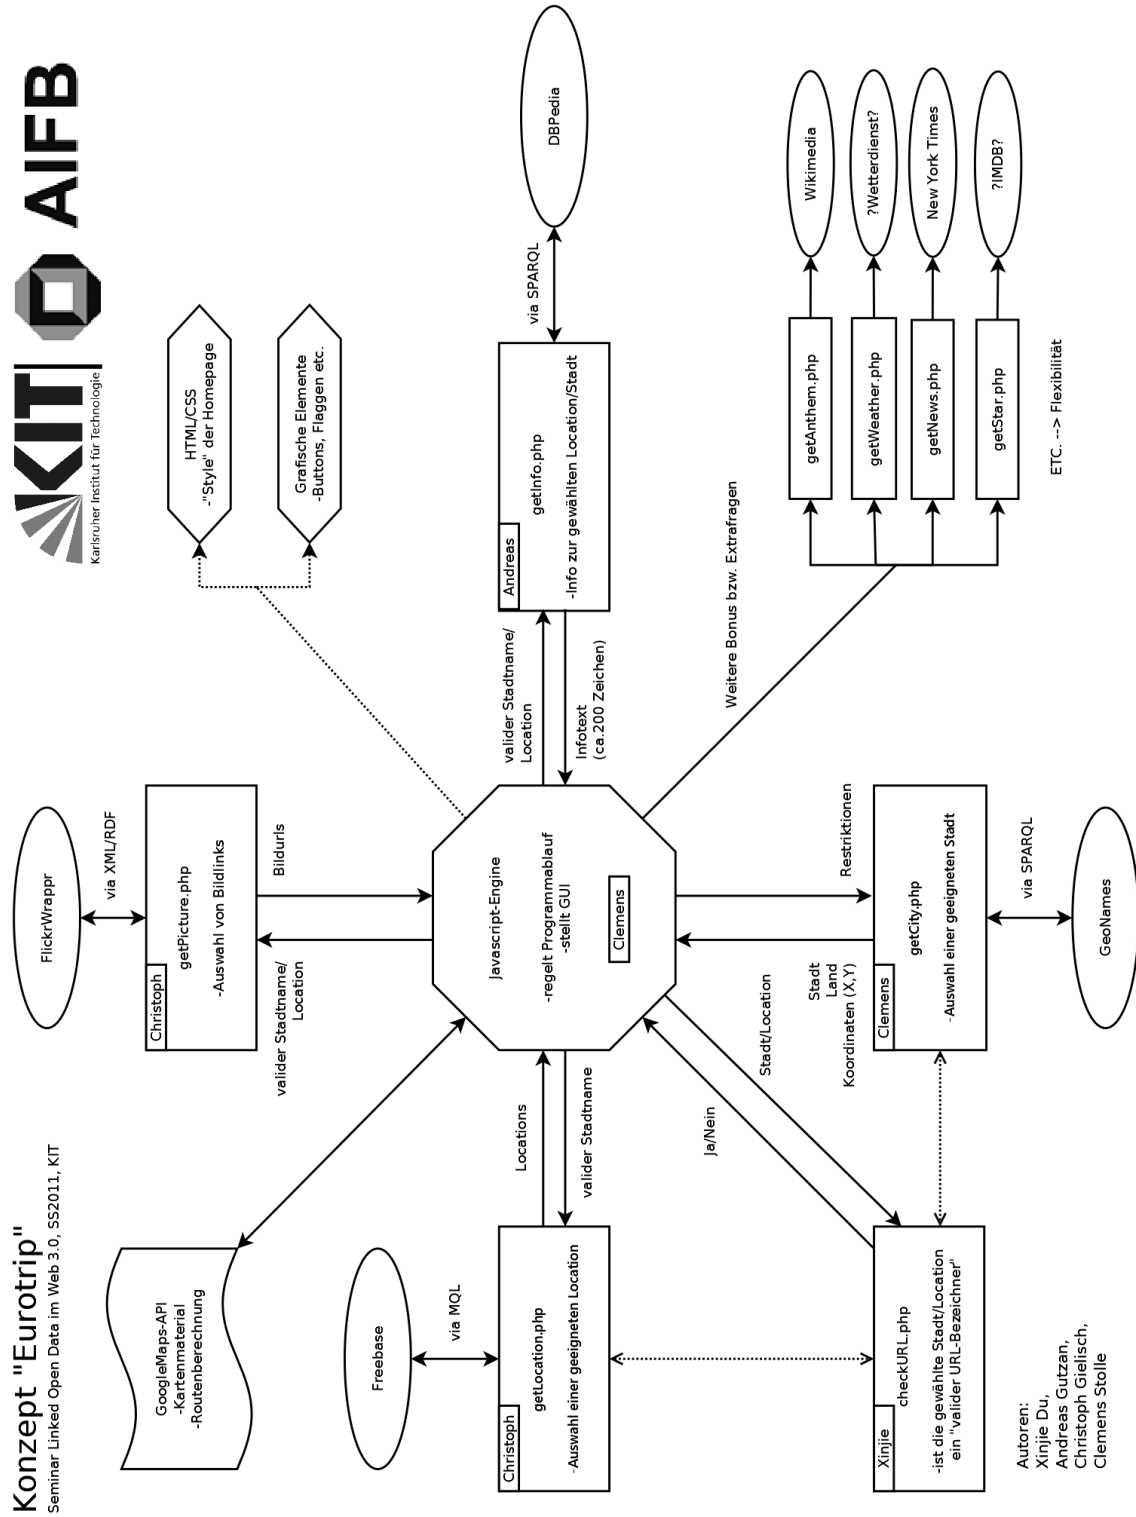 Konzept "Eurotrip"
Seminar Linked Open Data im Web 3.0, SS2011, KIT
KIT
Karlsruher Institut für Technologie
AIFB
GoogleMaps-API
-Kartenmaterial
-Routenberechnung
FlickrWrappr
via XML/RDF
Christoph
getPicture.php
-Auswahl von Bildlinks
valider Stadtname/
Location
Bildurls
HTML/CSS
-"Style" der Homepage
Grafische Elemente
-Buttons, Flaggen etc.
Freebase
via MQL
Christoph
getLocation.php
-Auswahl einer geeigneten Location
Locations
valider Stadtname
Javascript-Engine
-regelt Programmablauf
-stellt GUI
Clemens
valider Stadtname/
Location
Infotext
(ca.200 Zeichen)
Andreas
getInfo.php
-Info zur gewählten Location/Stadt
via SPARQL
DBPedia
Ja/Nein
Stadt/Location
Xinjie
checkURL.php
-ist die gewählte Stadt/Location
ein "valider URL-Bezeichner"
Stadt
Land
Koordinaten (X,Y)
Restriktionen
Clemens
getCity.php
-Auswahl einer geeigneten Stadt
via SPARQL
GeoNames
Weitere Bonus bzw. Extrafragen
getAnthem.php
Wikimedia
getWeather.php
?Wetterdienst?
getNews.php
New York Times
getStar.php
?IMDB?
ETC. --> Flexibilität
Autoren:
Xinjie Du,
Andreas Gutzan,
Christoph Gielisch,
Clemens Stolle